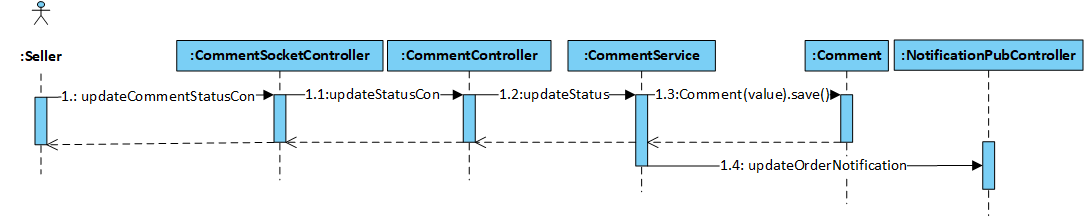 :Seller
:CommentSocketController
:CommentController
:CommentService
:Comment
:NotificationPubController
1.: updateCommentStatusCon
1.1:updateStatusCon
1.2:updateStatus
1.3:Comment(value).save()
1.4: updateOrderNotification